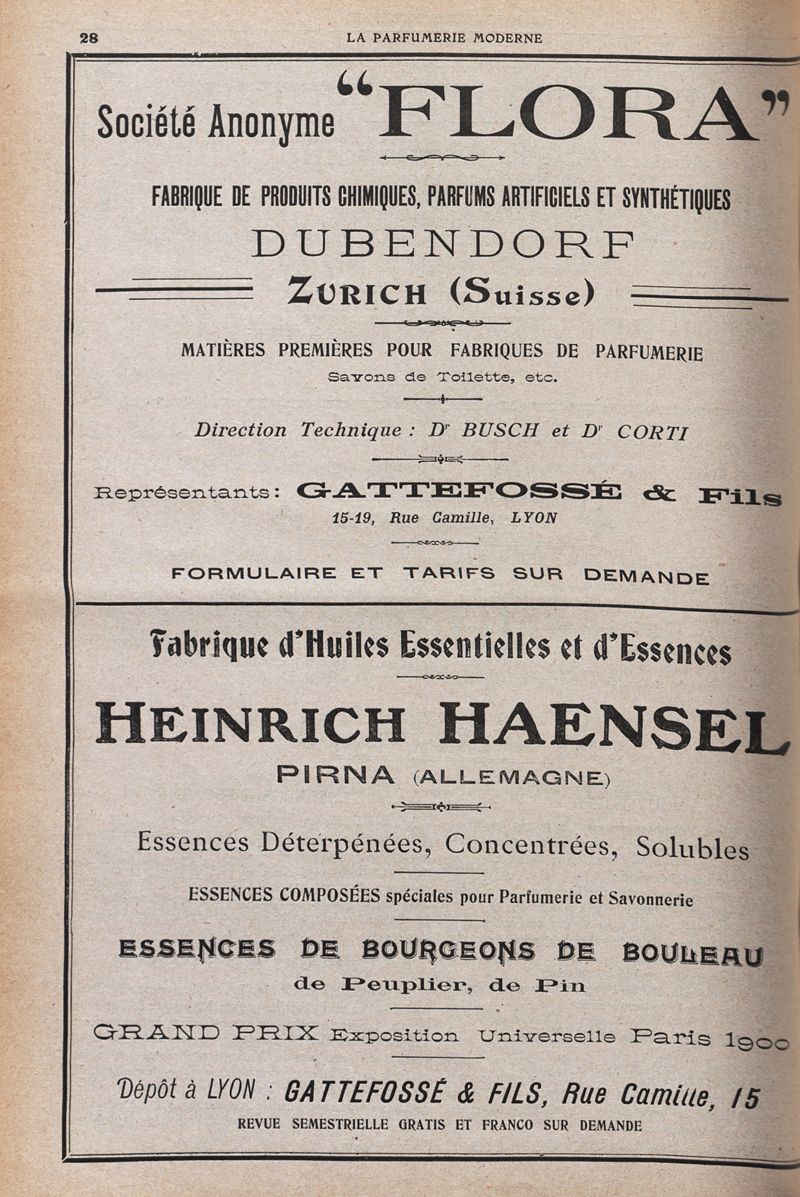 28
LA PARFUMERIE MODERNE
Société Anonyme “FLORA”
FABRIQUE DE PRODUITS CHIMIQUES, PARFUMS ARTIFICIELS ET SYNTHÉTIQUES
DUBENDORF
ZURICH (Suisse)
MATIÈRES PREMIÈRES POUR FABRIQUES DE PARFUMERIE
Savons de Toilette, etc.
Direction Technique : Dr BUSCH et Dr CORTI
Représentants : GATTEFOSSÉ & Fils
15-19, Rue Camille, LYON
FORMULAIRE ET TARIFS SUR DEMANDE
Fabrique d'Huiles Essentielles et d'Essences
HEINRICH HAENSEL
PIRNA (ALLEMAGNE)
Essences Déterpénées, Concentrées, Solubles
ESSENCES COMPOSÉES spéciales pour Parfumerie et Savonnerie
ESSENCES DE BOURGEONS DE BOULEAU
de Peuplier, de Pin
GRAND PRIX Exposition Universelle Paris 1900
Dépôt à LYON : GATTEFOSSÉ & FILS, Rue Camille, 15
REVUE SEMESTRIELLE GRATIS ET FRANCO SUR DEMANDE